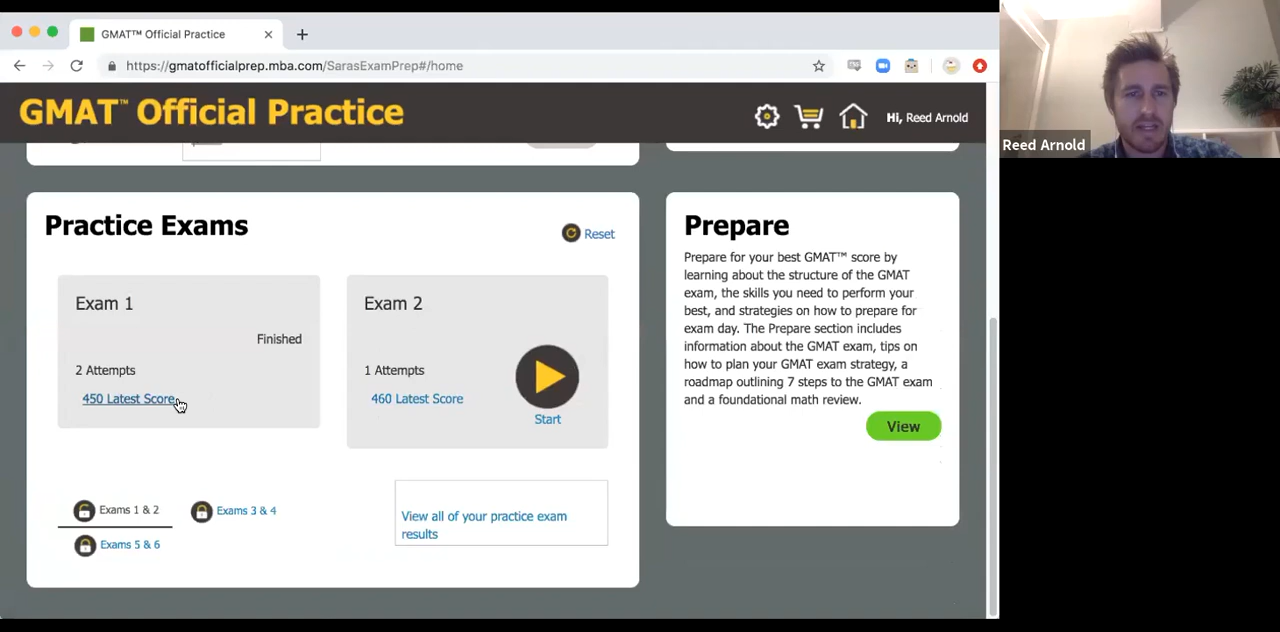 GMAT™ Official Practice
https://gmatofficialprep.mba.com/SarasExamPrep#/home
GMAT™ Official Practice
Hi, Reed Arnold
Reed Arnold
Practice Exams
Reset
Exam 1
Finished
2 Attempts
450 Latest Score
Exam 2
1 Attempts
460 Latest Score
Start
Exams 1 & 2
Exams 3 & 4
Exams 5 & 6
View all of your practice exam
results
Prepare
Prepare for your best GMAT™ score by
learning about the structure of the GMAT
exam, the skills you need to perform your
best, and strategies on how to prepare for
exam day. The Prepare section includes
information about the GMAT exam, tips on
how to plan your GMAT exam strategy, a
roadmap outlining 7 steps to the GMAT exam
and a foundational math review.
View